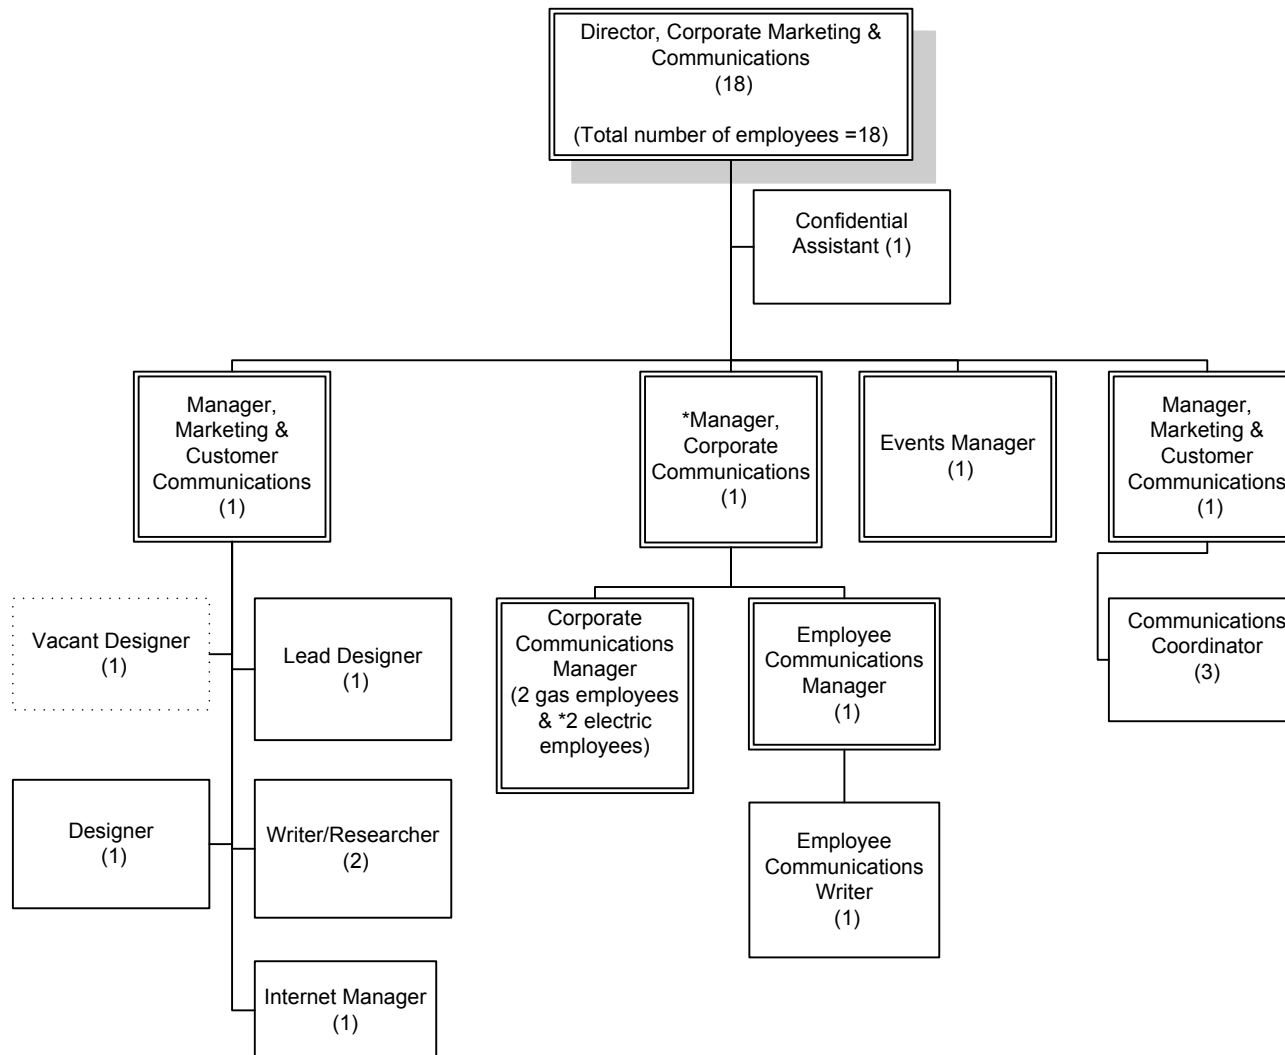 Director, Corporate Marketing &
Communications
(18)
(Total number of employees =18)
Confidential
Assistant (1)
Manager,
Marketing &
Customer
Communications
(1)
*Manager,
Corporate
Communications
(1)
Events Manager
(1)
Manager,
Marketing &
Customer
Communications
(1)
Vacant Designer
(1)
Lead Designer
(1)
Corporate
Communications
Manager
(2 gas employees
& *2 electric
employees)
Employee
Communications
Manager
(1)
Communications
Coordinator
(3)
Designer
(1)
Writer/Researcher
(2)
Employee
Communications
Writer
(1)
Internet Manager
(1)